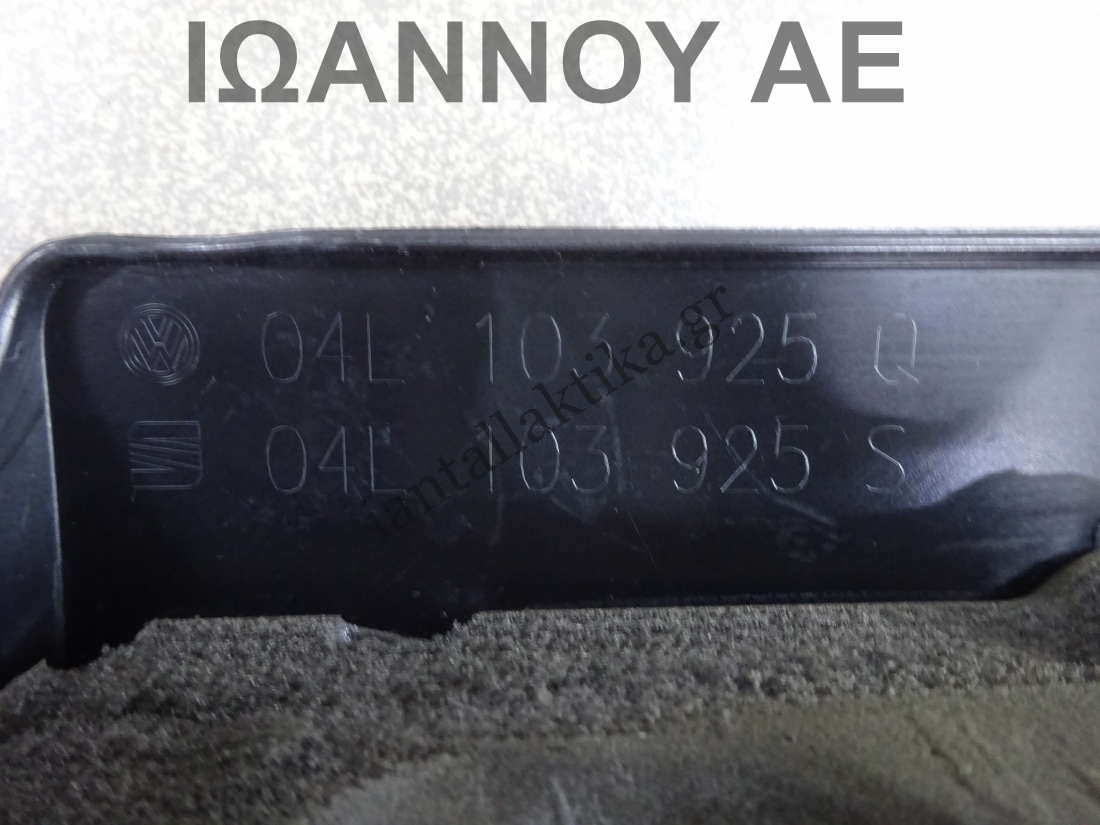 ΙΩΑΝΝΟΥ ΑΕ
04L 103 925 Q
04L 103 925 S
iantallaktika.gr